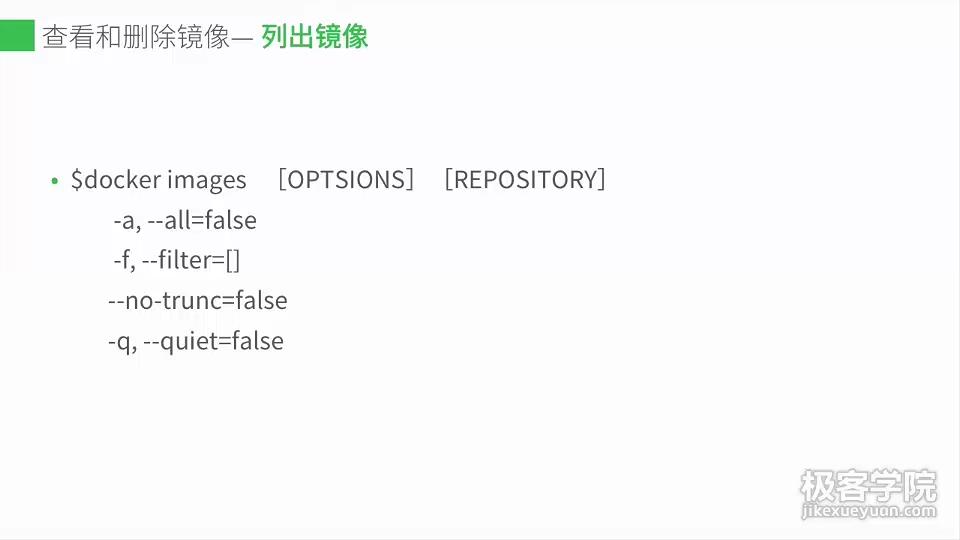 查看和删除镜像— 列出镜像
• $docker images ［OPTSIONS］ ［REPOSITORY］
-a, --all=false
-f, --filter=[]
--no-trunc=false
-q, --quiet=false
极客学院
jikexueyuan.com